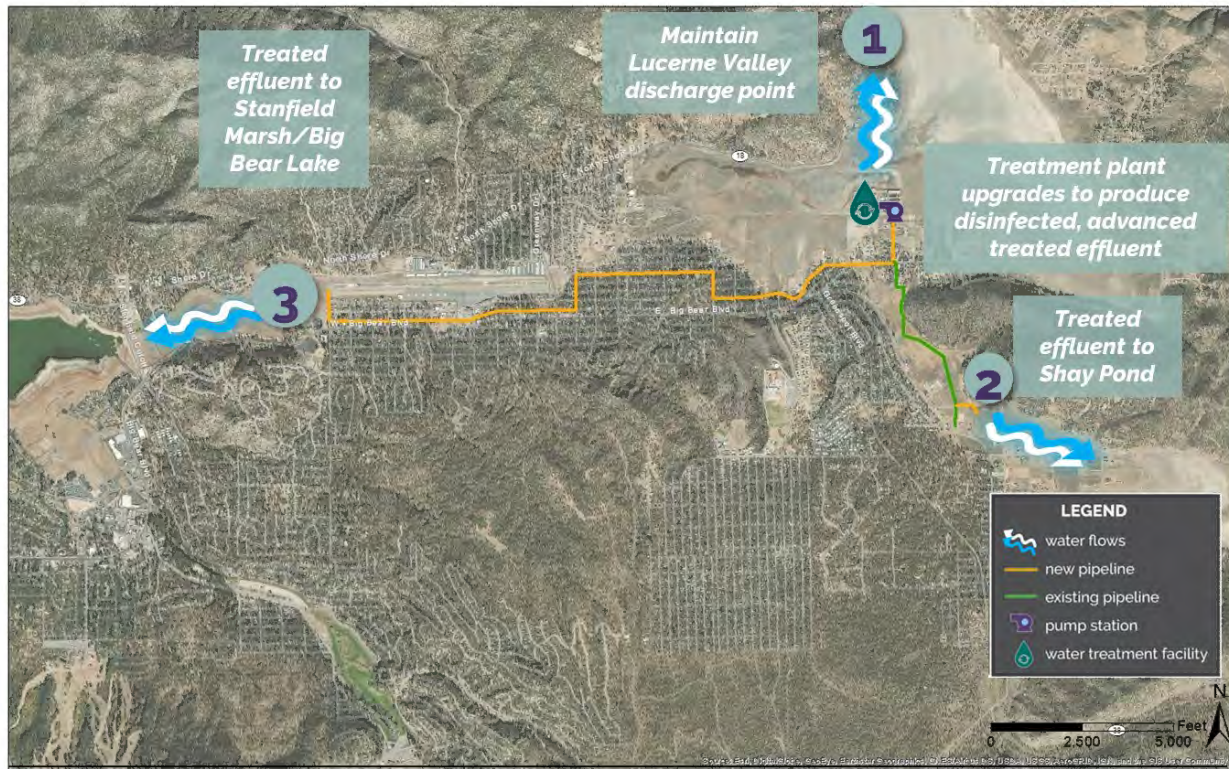 Treated
effluent to
Stanfield
Marsh/Big
Bear Lake
Maintain
Lucerne Valley
discharge point
1
Treatment plant
upgrades to produce
disinfected, advanced
treated effluent
Treated
effluent to
Shay Pond
2
3
18
38
North Shore Dr
E Big Bear Blvd
Big Bear Blvd
LEGEND
water flows
new pipeline
existing pipeline
pump station
water treatment facility
N
Feet
0 2,500 5,000
38